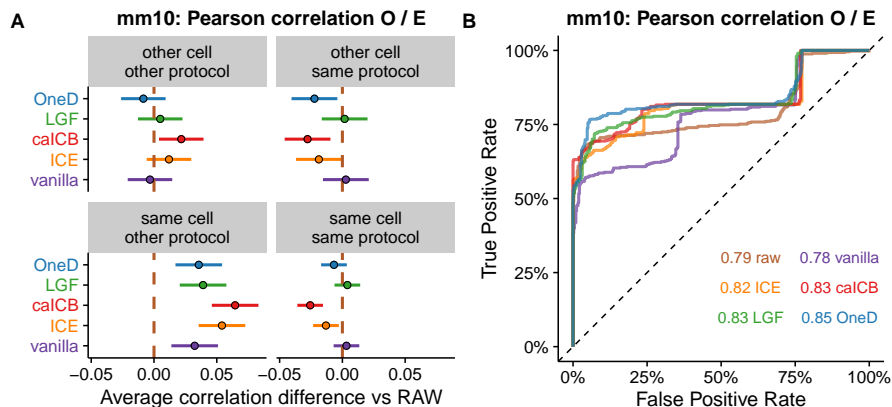 A
mm10: Pearson correlation O / E
other cell
other protocol
other cell
same protocol
OneD
LGF
caICB
ICE
vanilla
same cell
other protocol
same cell
same protocol
OneD
LGF
caICB
ICE
vanilla
−0.05
0.00
0.05
−0.05
0.00
0.05
Average correlation difference vs RAW
B
mm10: Pearson correlation O / E
True Positive Rate
100%
75%
50%
25%
0%
0.79 raw
0.78 vanilla
0.82 ICE
0.83 caICB
0.83 LGF
0.85 OneD
0%
25%
50%
75%
100%
False Positive Rate